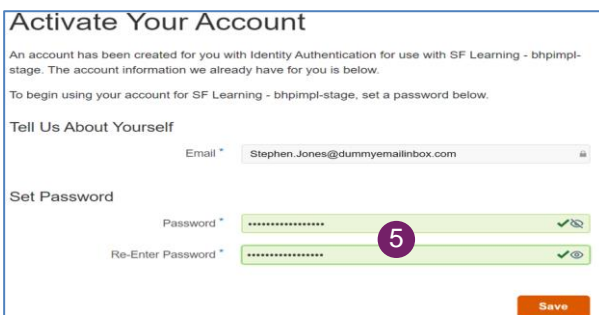 Activate Your Account
An account has been created for you with Identity Authentication for use with SF Learning - bhpimpl-
stage. The account information we already have for you is below.
To begin using your account for SF Learning - bhpimpl-stage, set a password below.
Tell Us About Yourself
Email * Stephen.Jones@dummyemailinbox.com
Set Password
Password * •••••••••••••••••
5
Re-Enter Password * •••••••••••••••••
Save